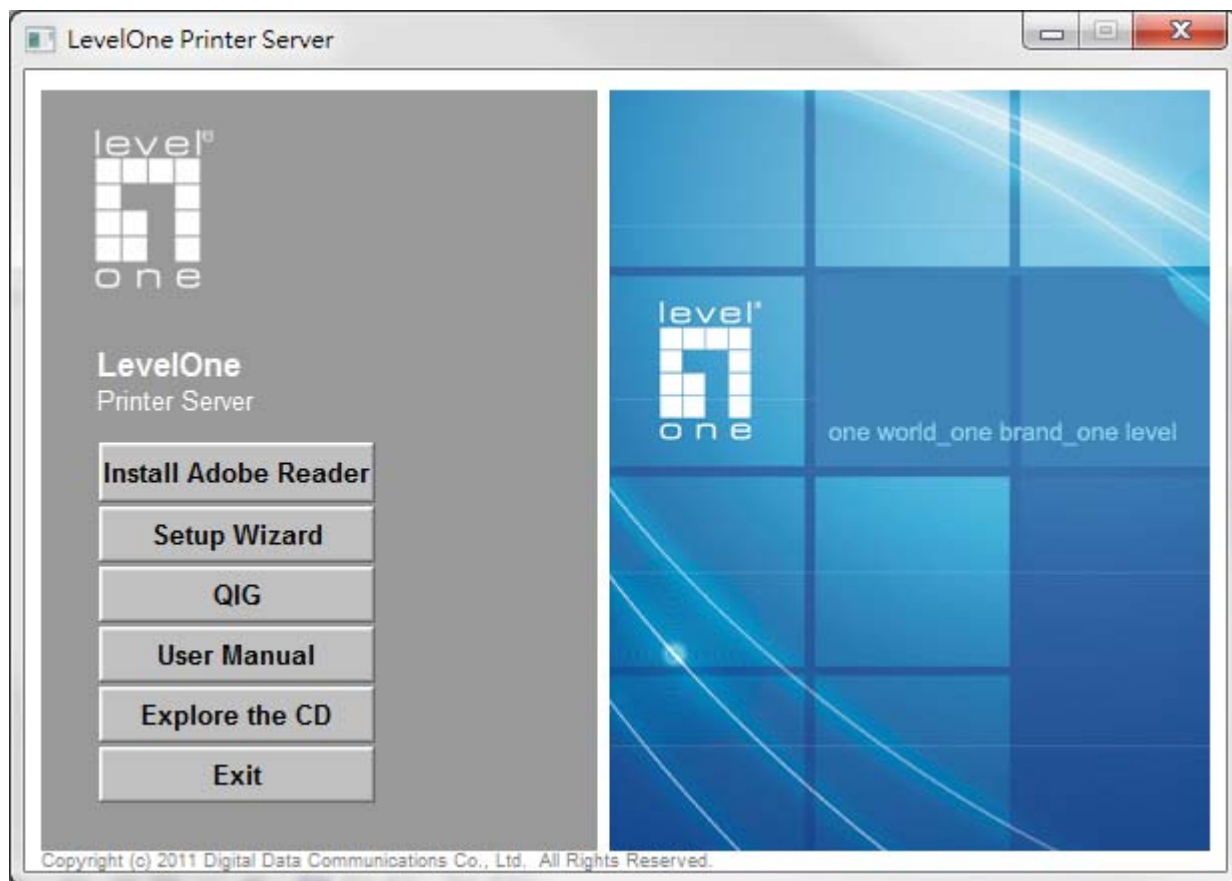 LevelOne Printer Server
level®
one
LevelOne
Printer Server
Install Adobe Reader
Setup Wizard
QIG
User Manual
Explore the CD
Exit
level®
one
one world_one brand_one level
Copyright (c) 2011 Digital Data Communications Co., Ltd. All Rights Reserved.